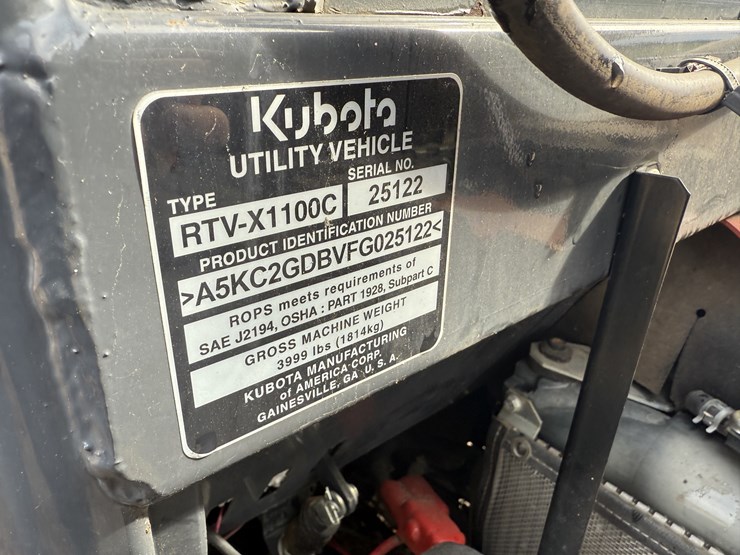 Kubota
UTILITY VEHICLE
TYPE
SERIAL NO.
RTV-X1100C
25122
PRODUCT IDENTIFICATION NUMBER
>A5KC2GDBVFG025122<
ROPS meets requirements of
SAE J2194, OSHA : PART 1928, Subpart C
GROSS MACHINE WEIGHT
3999 lbs (1814kg)
KUBOTA MANUFACTURING
of AMERICA CORP.
GAINESVILLE, GA U. S. A.